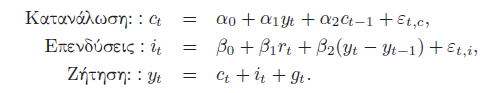 Κατανάλωση: : c_t = α_0 + α_1 y_t + α_2 c_{t−1} + ε_{t,c},
Επενδύσεις : i_t = β_0 + β_1 r_t + β_2 (y_t − y_{t−1}) + ε_{t,i},
Ζήτηση: : y_t = c_t + i_t + g_t.